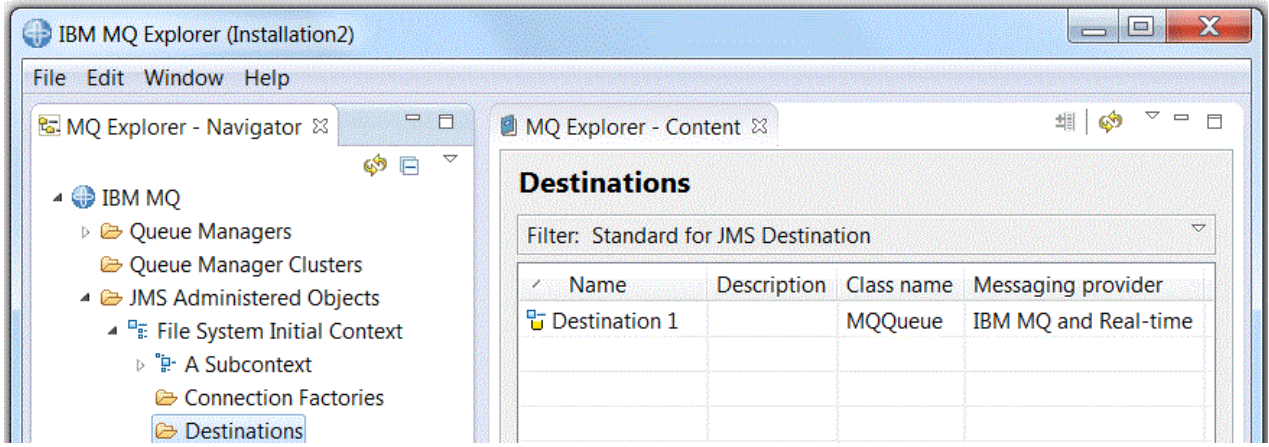 IBM MQ Explorer (Installation2)
File Edit Window Help
MQ Explorer - Navigator
IBM MQ
Queue Managers
Queue Manager Clusters
JMS Administered Objects
File System Initial Context
A Subcontext
Connection Factories
Destinations
MQ Explorer - Content
Destinations
Filter: Standard for JMS Destination
Name Description Class name Messaging provider
Destination 1 MQQueue IBM MQ and Real-time